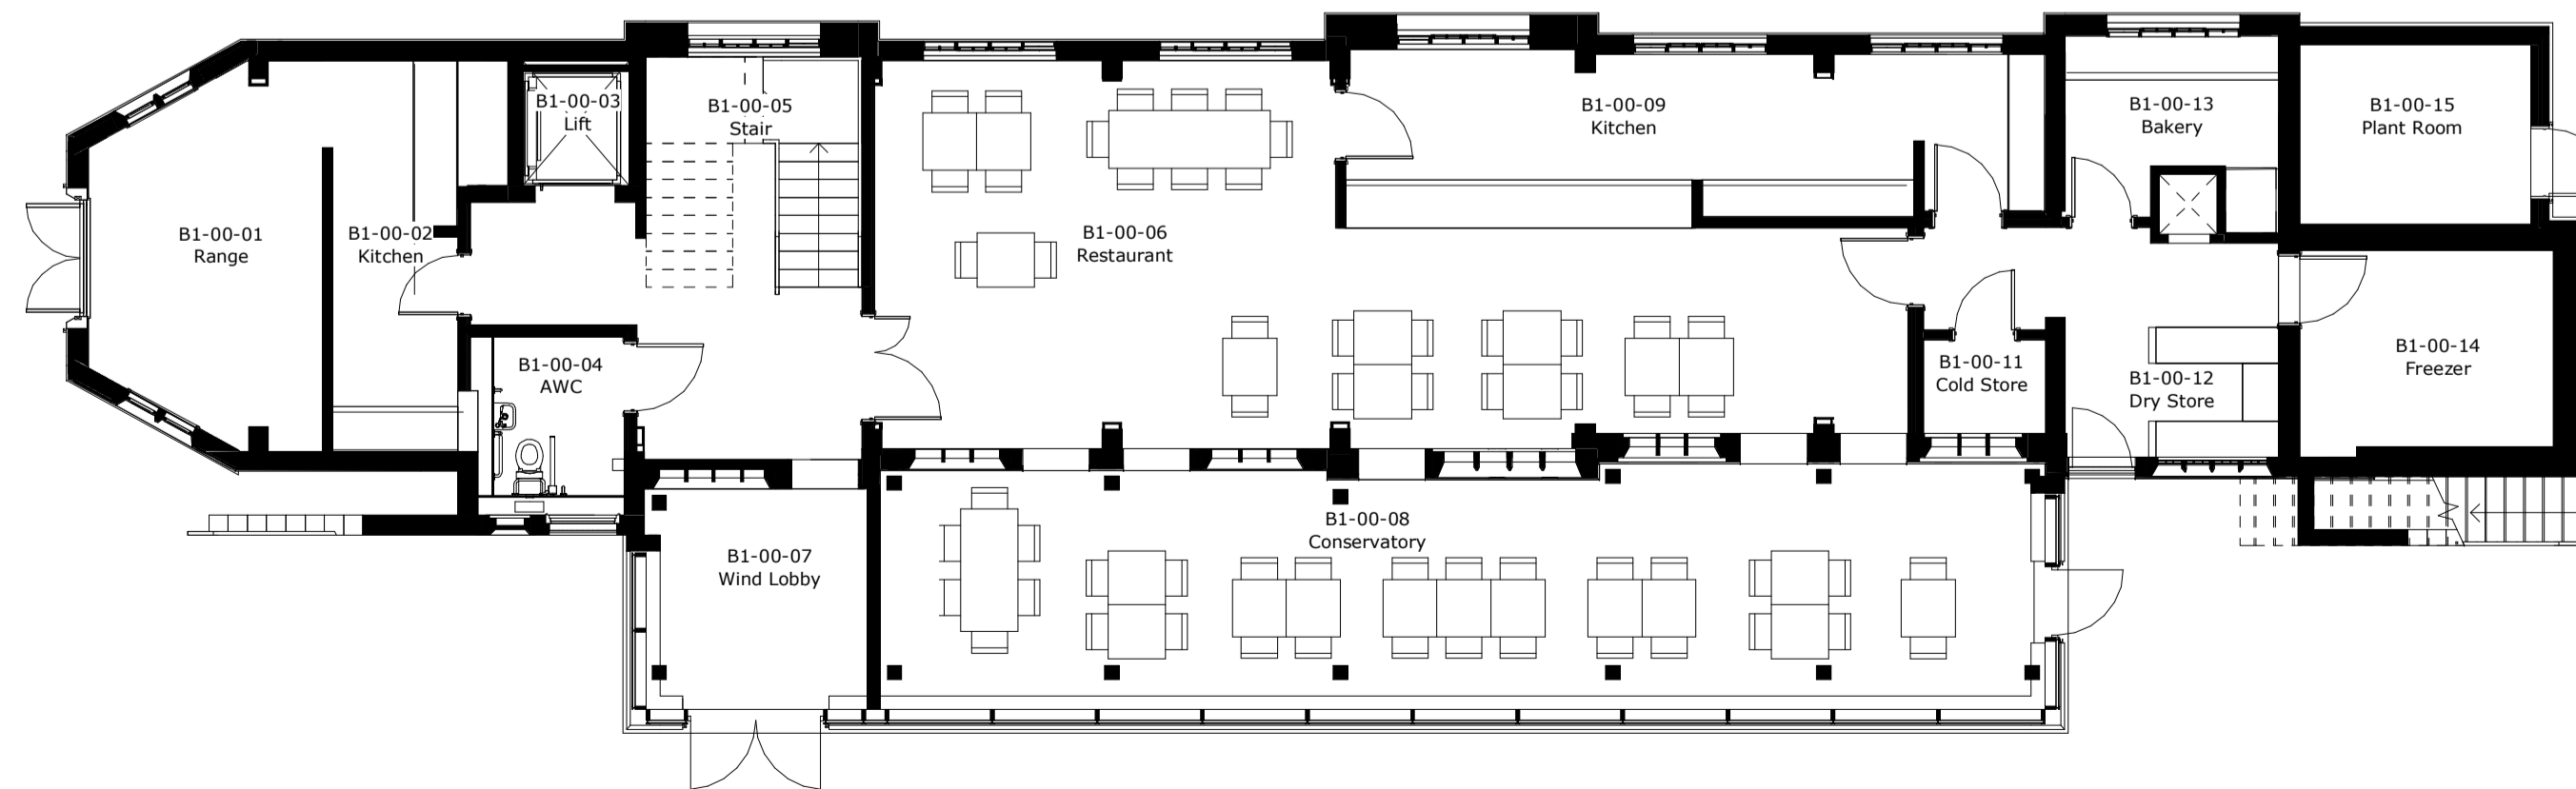 B1-00-01
Range
B1-00-02
Kitchen
B1-00-03
Lift
B1-00-04
AWC
B1-00-05
Stair
B1-00-06
Restaurant
B1-00-07
Wind Lobby
B1-00-08
Conservatory
B1-00-09
Kitchen
B1-00-11
Cold Store
B1-00-12
Dry Store
B1-00-13
Bakery
B1-00-14
Freezer
B1-00-15
Plant Room